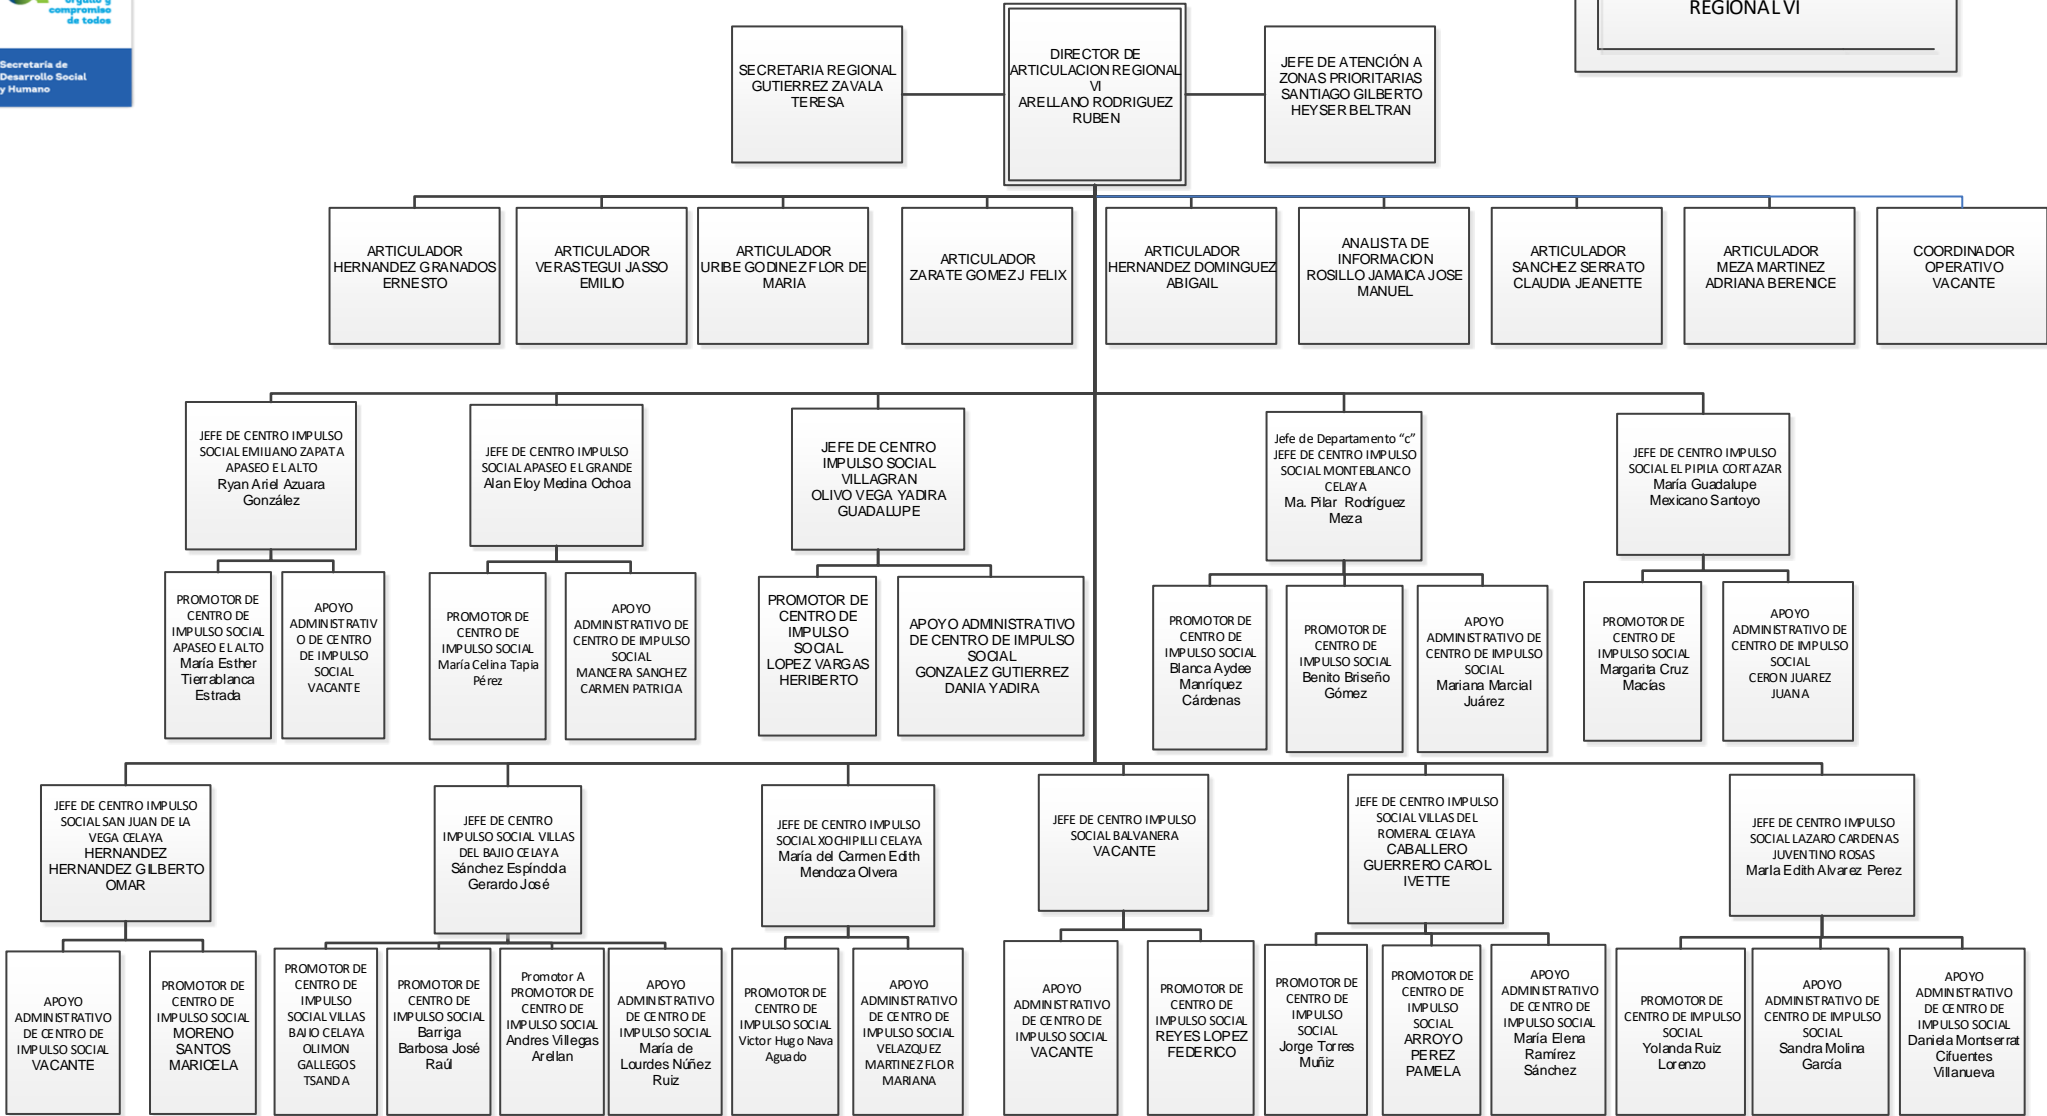 orgullo y
compromiso
de todos
Secretaría de
Desarrollo Social
y Humano
REGIONAL VI
SECRETARIA REGIONAL
GUTIERREZ ZAVALA
TERESA
DIRECTOR DE
ARTICULACION REGIONAL
VI
ARELLANO RODRIGUEZ
RUBEN
JEFE DE ATENCIÓN A
ZONAS PRIORITARIAS
SANTIAGO GILBERTO
HEYSER BELTRAN
ARTICULADOR
HERNANDEZ GRANADOS
ERNESTO
ARTICULADOR
VERASTEGUI JASSO
EMILIO
ARTICULADOR
URIBE GODINEZ FLOR DE
MARIA
ARTICULADOR
ZARATE GOMEZ J FELIX
ARTICULADOR
HERNANDEZ DOMINGUEZ
ABIGAIL
ANALISTA DE
INFORMACION
ROSILLO JAMAICA JOSE
MANUEL
ARTICULADOR
SANCHEZ SERRATO
CLAUDIA JEANETTE
ARTICULADOR
MEZA MARTINEZ
ADRIANA BERENICE
COORDINADOR
OPERATIVO
VACANTE
JEFE DE CENTRO IMPULSO
SOCIAL EMILIANO ZAPATA
APASEO EL ALTO
Ryan Ariel Azuara
González
JEFE DE CENTRO IMPULSO
SOCIAL APASEO EL GRANDE
Alan Eloy Medina Ochoa
JEFE DE CENTRO
IMPULSO SOCIAL
VILLAGRAN
OLIVO VEGA YADIRA
GUADALUPE
Jefe de Departamento “c”
JEFE DE CENTRO IMPULSO
SOCIAL MONTEBLANCO
CELAYA
Ma. Pilar Rodríguez
Meza
JEFE DE CENTRO IMPULSO
SOCIAL EL PIPILA CORTAZAR
María Guadalupe
Mexicano Santoyo
PROMOTOR DE
CENTRO DE
IMPULSO SOCIAL
APASEO EL ALTO
María Esther
Tierrablanca
Estrada
APOYO
ADMINISTRATIV
O DE CENTRO
DE IMPULSO
SOCIAL
VACANTE
PROMOTOR DE
CENTRO DE
IMPULSO SOCIAL
María Celina Tapia
Pérez
APOYO
ADMINISTRATIVO DE
CENTRO DE IMPULSO
SOCIAL
MANCERA SANCHEZ
CARMEN PATRICIA
PROMOTOR DE
CENTRO DE
IMPULSO
SOCIAL
LOPEZ VARGAS
HERIBERTO
APOYO ADMINISTRATIVO
DE CENTRO DE IMPULSO
SOCIAL
GONZALEZ GUTIERREZ
DANIA YADIRA
PROMOTOR DE
CENTRO DE
IMPULSO SOCIAL
Blanca Aydee
Manríquez
Cárdenas
PROMOTOR DE
CENTRO DE
IMPULSO SOCIAL
Benito Briseño
Gómez
APOYO
ADMINISTRATIVO DE
CENTRO DE IMPULSO
SOCIAL
Mariana Marcial
Juárez
PROMOTOR DE
CENTRO DE
IMPULSO SOCIAL
Margarita Cruz
Macías
APOYO
ADMINISTRATIVO DE
CENTRO DE IMPULSO
SOCIAL
CERON JUAREZ
JUANA
JEFE DE CENTRO IMPULSO
SOCIAL SAN JUAN DE LA
VEGA CELAYA
HERNANDEZ
HERNANDEZ GILBERTO
OMAR
JEFE DE CENTRO
IMPULSO SOCIAL VILLAS
DEL BAJIO CELAYA
Sánchez Espíndola
Gerardo José
JEFE DE CENTRO IMPULSO
SOCIAL XOCHIPILLI CELAYA
María del Carmen Edith
Mendoza Olvera
JEFE DE CENTRO IMPULSO
SOCIAL BALVANERA
VACANTE
JEFE DE CENTRO IMPULSO
SOCIAL VILLAS DEL
ROMERAL CELAYA
CABALLERO
GUERRERO CAROL
IVETTE
JEFE DE CENTRO IMPULSO
SOCIAL LAZARO CARDENAS
JUVENTINO ROSAS
Marla Edith Alvarez Perez
APOYO
ADMINISTRATIVO
DE CENTRO DE
IMPULSO SOCIAL
VACANTE
PROMOTOR DE
CENTRO DE
IMPULSO SOCIAL
MORENO
SANTOS
MARICELA
PROMOTOR DE
CENTRO DE
IMPULSO
SOCIAL VILLAS
BAJIO CELAYA
OLIMON
GALLEGOS
TSANDA
PROMOTOR DE
CENTRO DE
IMPULSO SOCIAL
Barriga
Barbosa José
Raúl
Promotor A
PROMOTOR DE
CENTRO DE
IMPULSO SOCIAL
Andres Villegas
Arellan
APOYO
ADMINISTRATIVO
DE CENTRO DE
IMPULSO SOCIAL
María de
Lourdes Núñez
Ruiz
PROMOTOR DE
CENTRO DE
IMPULSO SOCIAL
Victor Hugo Nava
Aguado
APOYO
ADMINISTRATIVO
DE CENTRO DE
IMPULSO SOCIAL
VELAZQUEZ
MARTINEZ FLOR
MARIANA
APOYO
ADMINISTRATIVO
DE CENTRO DE
IMPULSO SOCIAL
VACANTE
PROMOTOR DE
CENTRO DE
IMPULSO SOCIAL
REYES LOPEZ
FEDERICO
PROMOTOR DE
CENTRO DE
IMPULSO
SOCIAL
Jorge Torres
Muñiz
PROMOTOR DE
CENTRO DE
IMPULSO
SOCIAL
ARROYO
PEREZ
PAMELA
APOYO
ADMINISTRATIVO
DE CENTRO DE
IMPULSO SOCIAL
María Elena
Ramírez
Sánchez
PROMOTOR DE
CENTRO DE IMPULSO
SOCIAL
Yolanda Ruiz
Lorenzo
APOYO
ADMINISTRATIVO DE
CENTRO DE IMPULSO
SOCIAL
Sandra Molina
García
APOYO
ADMINISTRATIVO
DE CENTRO DE
IMPULSO SOCIAL
Daniela Montserrat
Cifuentes
Villanueva